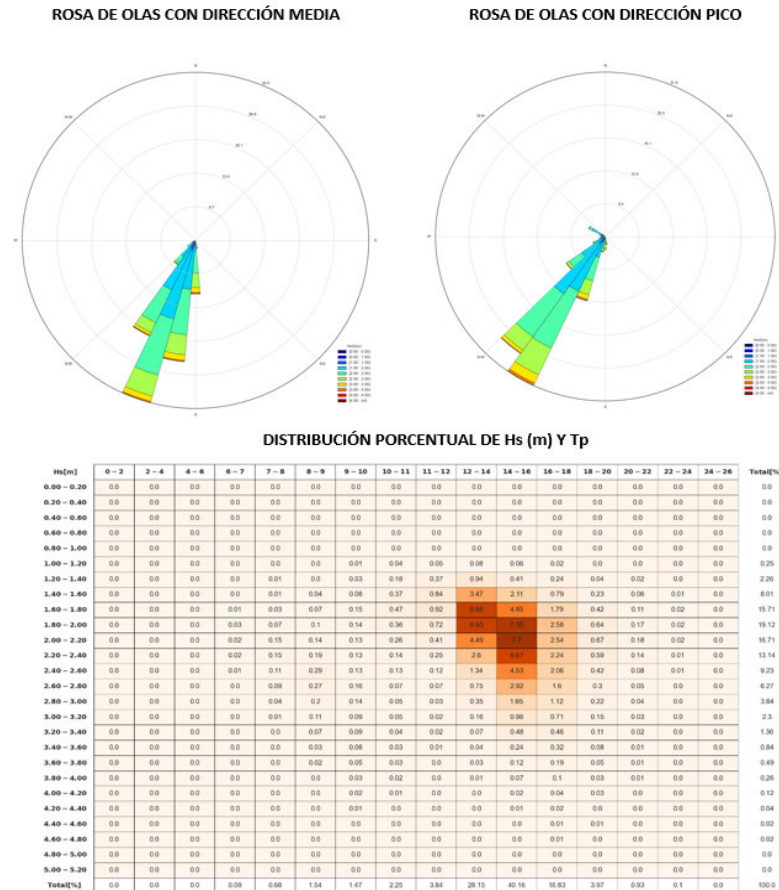 ROSA DE OLAS CON DIRECCIÓN MEDIA
ROSA DE OLAS CON DIRECCIÓN PICO
DISTRIBUCIÓN PORCENTUAL DE Hs (m) Y Tp
Hs[m] 0 − 2 2 − 4 4 − 6 6 − 7 7 − 8 8 − 9 9 − 10 10 − 11 11 − 12 12 − 14 14 − 16 16 − 18 18 − 20 20 − 22 22 − 24 24 − 26 Total[%
0.00 − 0.20 0.0 0.0 0.0 0.0 0.0 0.0 0.0 0.0 0.0 0.0 0.0 0.0 0.0 0.0 0.0 0.0 0.0
0.20 − 0.40 0.0 0.0 0.0 0.0 0.0 0.0 0.0 0.0 0.0 0.0 0.0 0.0 0.0 0.0 0.0 0.0 0.0
0.40 − 0.60 0.0 0.0 0.0 0.0 0.0 0.0 0.0 0.0 0.0 0.0 0.0 0.0 0.0 0.0 0.0 0.0 0.0
0.60 − 0.80 0.0 0.0 0.0 0.0 0.0 0.0 0.0 0.0 0.0 0.0 0.0 0.0 0.0 0.0 0.0 0.0 0.0
0.80 − 1.00 0.0 0.0 0.0 0.0 0.0 0.0 0.0 0.0 0.0 0.0 0.0 0.0 0.0 0.0 0.0 0.0 0.0
1.00 − 1.20 0.0 0.0 0.0 0.0 0.0 0.0 0.01 0.04 0.05 0.08 0.06 0.02 0.0 0.0 0.0 0.0 0.25
1.20 − 1.40 0.0 0.0 0.0 0.0 0.01 0.0 0.03 0.18 0.37 0.94 0.41 0.24 0.04 0.02 0.0 0.0 2.26
1.40 − 1.60 0.0 0.0 0.0 0.0 0.01 0.04 0.08 0.37 0.84 3.47 2.11 0.79 0.23 0.06 0.01 0.0 8.01
1.60 − 1.80 0.0 0.0 0.0 0.01 0.03 0.07 0.15 0.47 0.92 4.85 1.79 0.42 0.11 0.02 0.0 15.71
1.80 − 2.00 0.0 0.0 0.0 0.03 0.07 0.1 0.14 0.36 0.72 6.93 7.35 2.58 0.64 0.17 0.02 0.0 19.12
2.00 − 2.20 0.0 0.0 0.0 0.02 0.15 0.14 0.13 0.26 0.41 4.49 7.7 2.54 0.67 0.18 0.02 0.0 16.71
2.20 − 2.40 0.0 0.0 0.0 0.02 0.15 0.19 0.13 0.14 0.25 2.6 6.67 2.24 0.59 0.14 0.01 0.0 13.14
2.40 − 2.60 0.0 0.0 0.0 0.01 0.11 0.29 0.13 0.13 0.12 1.34 4.53 2.06 0.42 0.08 0.01 0.0 9.23
2.60 − 2.80 0.0 0.0 0.0 0.0 0.09 0.27 0.16 0.07 0.07 0.75 2.92 1.6 0.3 0.05 0.0 0.0 6.27
2.80 − 3.00 0.0 0.0 0.0 0.0 0.04 0.2 0.14 0.05 0.03 0.35 1.65 1.12 0.22 0.04 0.0 0.0 3.84
3.00 − 3.20 0.0 0.0 0.0 0.0 0.01 0.11 0.09 0.05 0.02 0.16 0.96 0.71 0.15 0.03 0.0 0.0 2.3
3.20 − 3.40 0.0 0.0 0.0 0.0 0.0 0.07 0.09 0.04 0.02 0.07 0.48 0.46 0.11 0.02 0.0 0.0 1.36
3.40 − 3.60 0.0 0.0 0.0 0.0 0.0 0.03 0.08 0.03 0.01 0.04 0.24 0.32 0.08 0.01 0.0 0.0 0.84
3.60 − 3.80 0.0 0.0 0.0 0.0 0.0 0.02 0.05 0.03 0.0 0.03 0.12 0.19 0.05 0.01 0.0 0.0 0.49
3.80 − 4.00 0.0 0.0 0.0 0.0 0.0 0.0 0.03 0.02 0.0 0.01 0.07 0.1 0.03 0.01 0.0 0.0 0.26
4.00 − 4.20 0.0 0.0 0.0 0.0 0.0 0.0 0.02 0.01 0.0 0.0 0.02 0.04 0.03 0.0 0.0 0.0 0.12
4.20 − 4.40 0.0 0.0 0.0 0.0 0.0 0.0 0.01 0.0 0.0 0.0 0.01 0.02 0.0 0.0 0.0 0.0 0.04
4.40 − 4.60 0.0 0.0 0.0 0.0 0.0 0.0 0.0 0.0 0.0 0.0 0.0 0.01 0.01 0.0 0.0 0.0 0.02
4.60 − 4.80 0.0 0.0 0.0 0.0 0.0 0.0 0.0 0.0 0.0 0.0 0.0 0.01 0.0 0.0 0.0 0.0 0.02
4.80 − 5.00 0.0 0.0 0.0 0.0 0.0 0.0 0.0 0.0 0.0 0.0 0.0 0.0 0.0 0.0 0.0 0.0 0.0
5.00 − 5.20 0.0 0.0 0.0 0.0 0.0 0.0 0.0 0.0 0.0 0.0 0.0 0.0 0.0 0.0 0.0 0.0 0.0
Total[%] 0.0 0.0 0.0 0.09 0.68 1.54 1.47 2.25 3.84 28.15 40.16 16.83 3.97 0.93 0.1 0.0 100.0